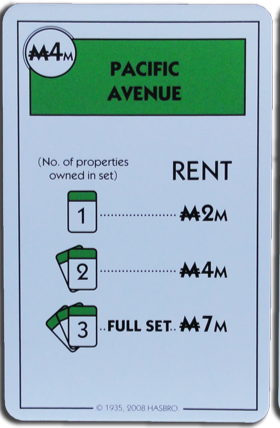 ₩4M
PACIFIC
AVENUE
(No. of properties
owned in set)
RENT
1 ₩2M
2 ₩4M
3 FULL SET ₩7M
© 1935, 2008 HASBRO